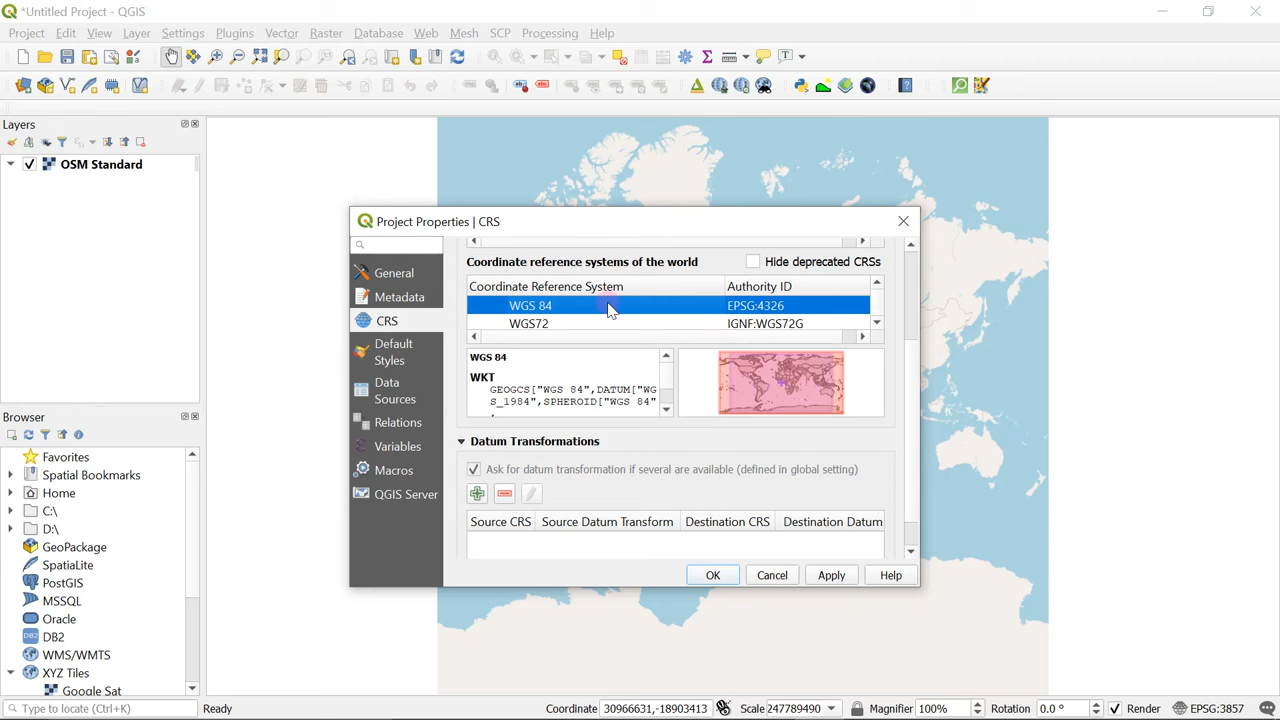 *Untitled Project - QGIS
Project Edit View Layer Settings Plugins Vector Raster Database Web Mesh SCP Processing Help
Layers
OSM Standard
Project Properties | CRS
General
Metadata
CRS
Default
Styles
Data
Sources
Relations
Variables
Macros
QGIS Server
Coordinate reference systems of the world
Hide deprecated CRSs
Coordinate Reference System Authority ID
WGS 84 EPSG:4326
WGS72 IGNF:WGS72G
WGS 84
WKT
GEOGCS["WGS 84",DATUM["WG
S_1984",SPHEROID["WGS 84"
,
Datum Transformations
Ask for datum transformation if several are available (defined in global setting)
Source CRS Source Datum Transform Destination CRS Destination Datum
OK Cancel Apply Help
Browser
Favorites
Spatial Bookmarks
Home
C:\
D:\
GeoPackage
SpatiaLite
PostGIS
MSSQL
Oracle
DB2 DB2
WMS/WMTS
XYZ Tiles
Google Sat
Type to locate (Ctrl+K) Ready Coordinate 30966631,-18903413 Scale 247789490 Magnifier 100% Rotation 0.0 ° Render EPSG:3857